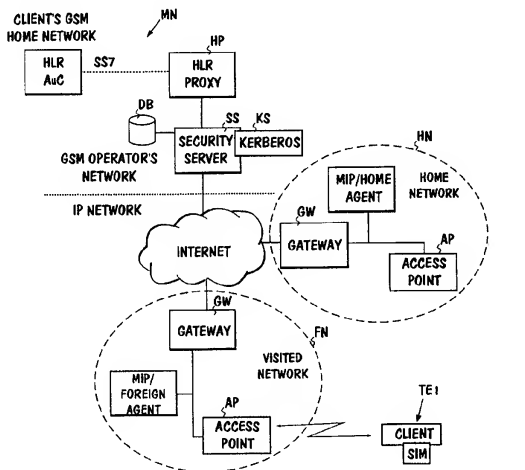 CLIENT'S GSM
HOME NETWORK
MN
HLR
AuC
SS7
HP
HLR
PROXY
DB
SS
KS
SECURITY
SERVER
KERBEROS
GSM OPERATOR'S
NETWORK
IP NETWORK
HN
MIP/HOME
AGENT
HOME
NETWORK
INTERNET
GW
GATEWAY
AP
ACCESS
POINT
GW
GATEWAY
FN
VISITED
NETWORK
MIP/
FOREIGN
AGENT
AP
ACCESS
POINT
TE1
CLIENT
SIM